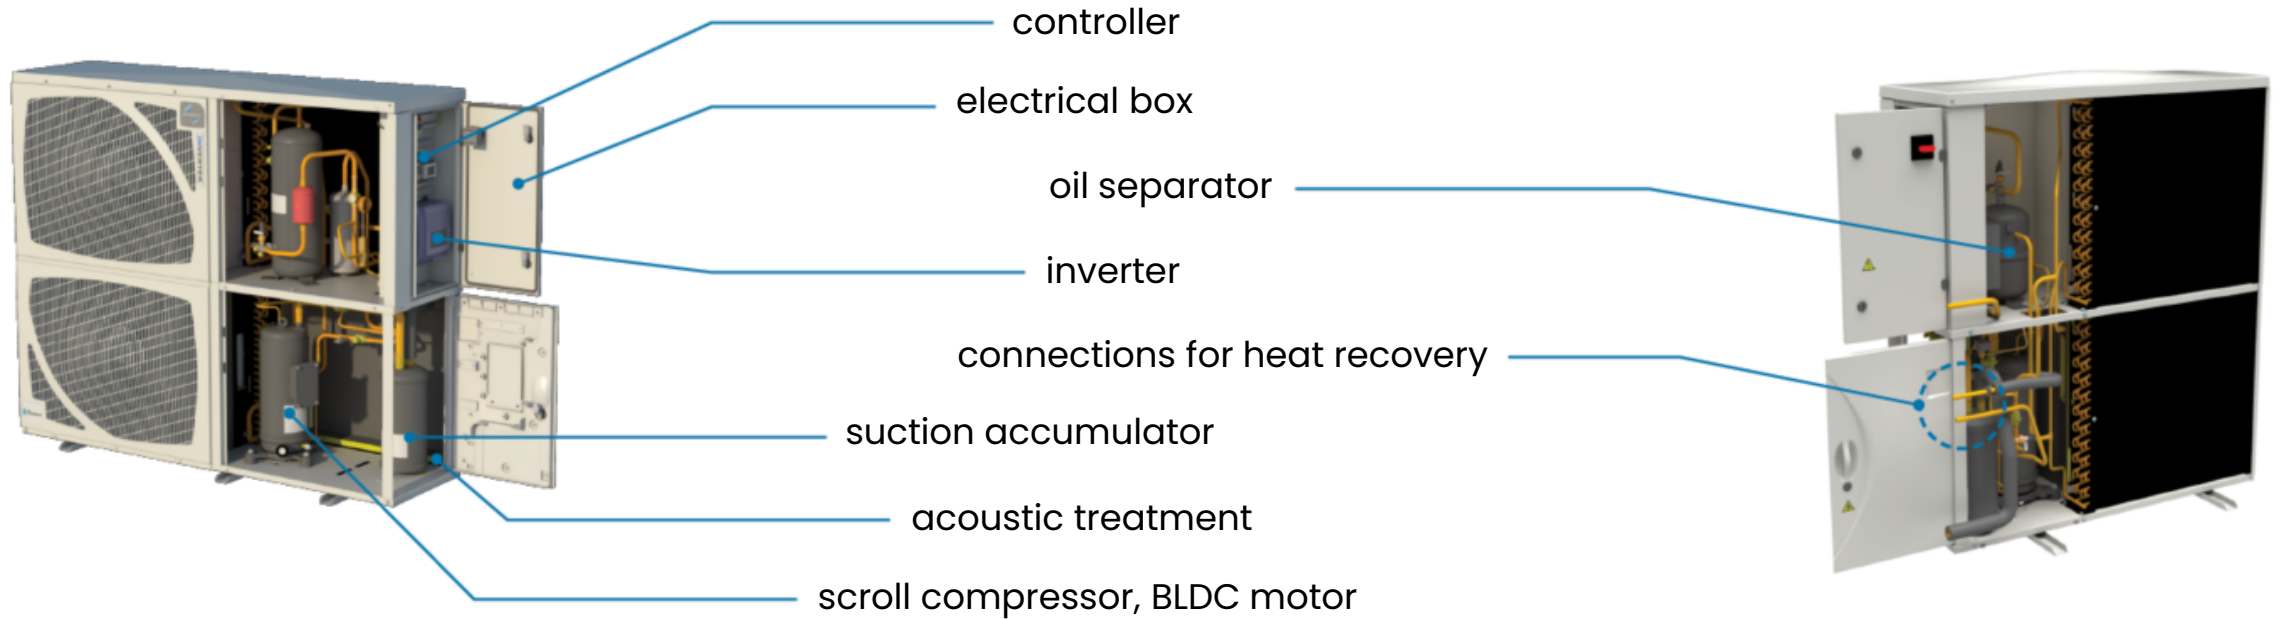 controller
electrical box
oil separator
inverter
connections for heat recovery
suction accumulator
acoustic treatment
scroll compressor, BLDC motor